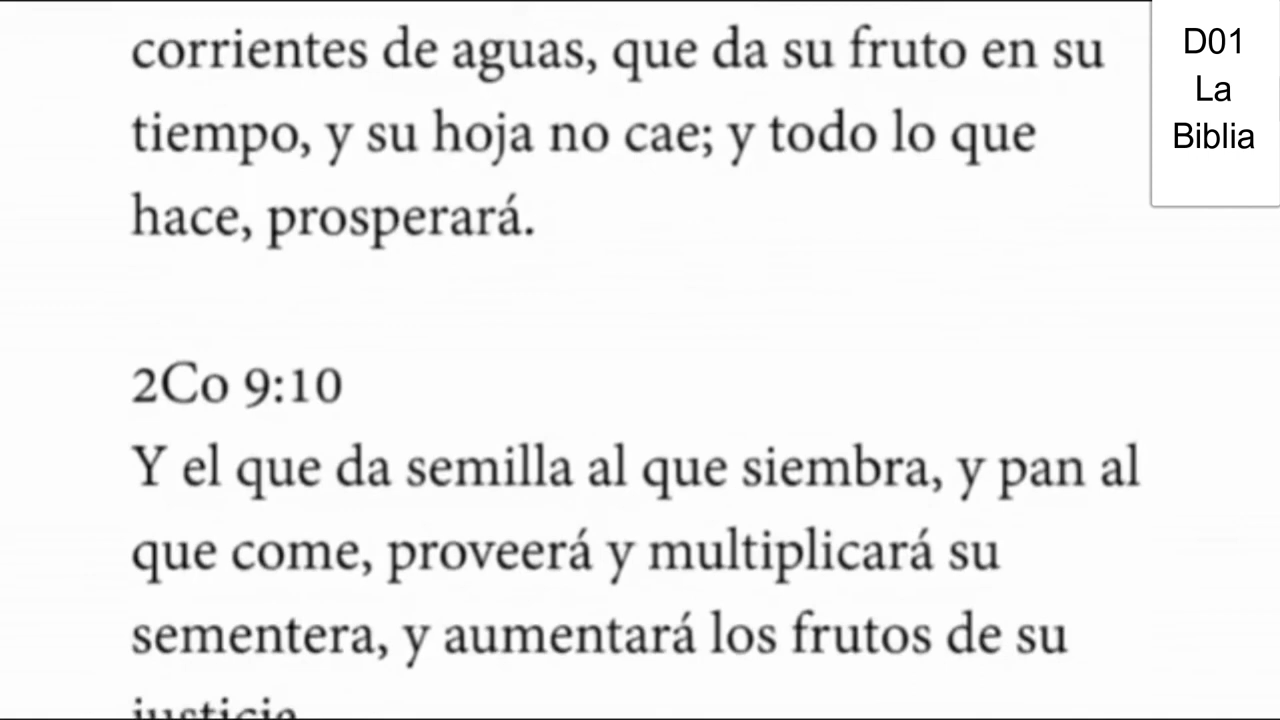 corrientes de aguas, que da su fruto en su
tiempo, y su hoja no cae; y todo lo que
hace, prosperará.
2Co 9:10
Y el que da semilla al que siembra, y pan al
que come, proveerá y multiplicará su
sementera, y aumentará los frutos de su
justicia
D01
La
Biblia